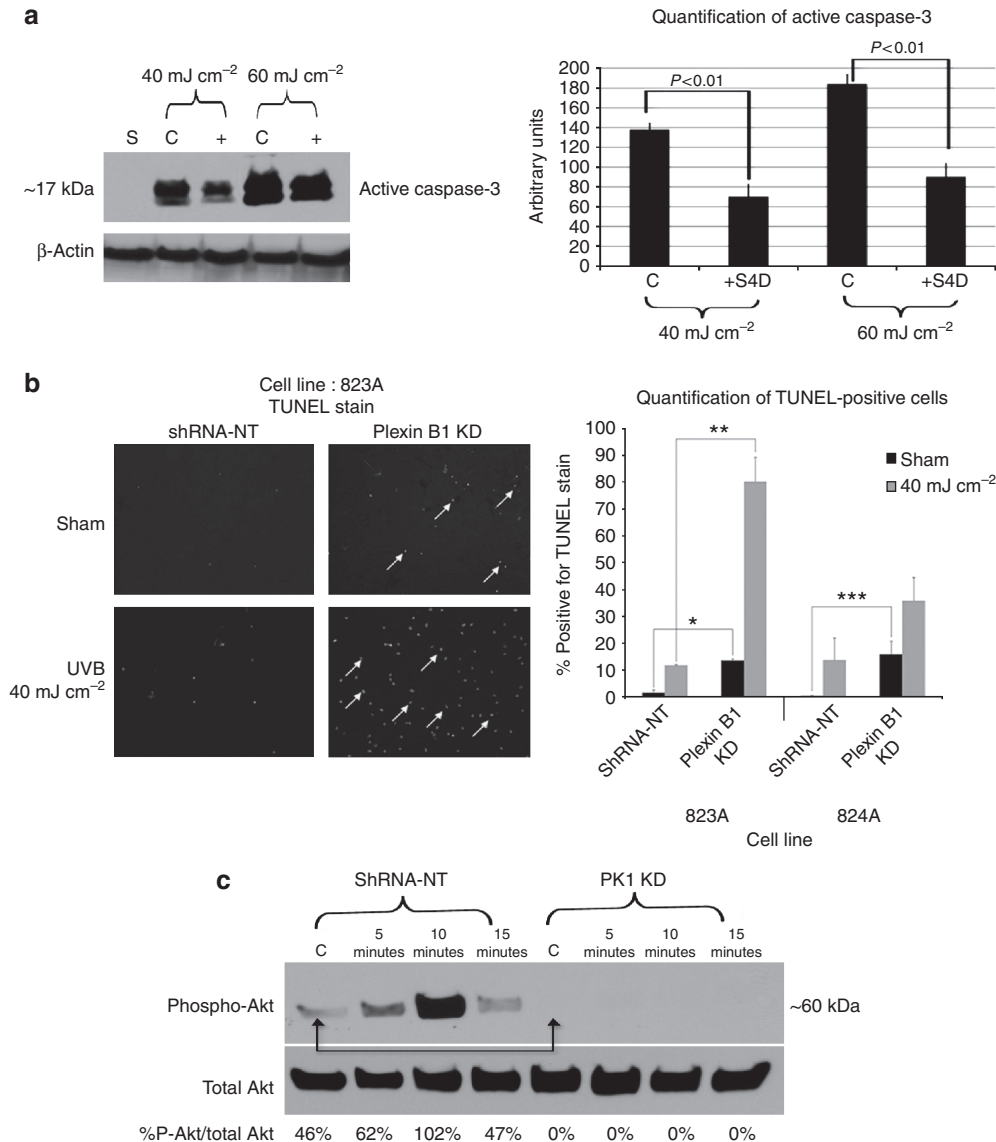 a
40 mJ cm⁻² 60 mJ cm⁻²
S C + C +
~17 kDa
Active caspase-3
β-Actin
Quantification of active caspase-3
P<0.01
P<0.01
Arbitrary units
200
180
160
140
120
100
80
60
40
20
0
C +S4D C +S4D
40 mJ cm⁻² 60 mJ cm⁻²
b
Cell line : 823A
TUNEL stain
shRNA-NT Plexin B1 KD
Sham
UVB
40 mJ cm⁻²
Quantification of TUNEL-positive cells
% Positive for TUNEL stain
100
90
80
70
60
50
40
30
20
10
0
**
*
***
Sham
40 mJ cm⁻²
ShRNA-NT
Plexin B1
KD
ShRNA-NT
Plexin B1
KD
823A 824A
Cell line
c
ShRNA-NT PK1 KD
C 5 minutes 10 minutes 15 minutes C 5 minutes 10 minutes 15 minutes
Phospho-Akt
~60 kDa
Total Akt
%P-Akt/total Akt 46% 62% 102% 47% 0% 0% 0% 0%